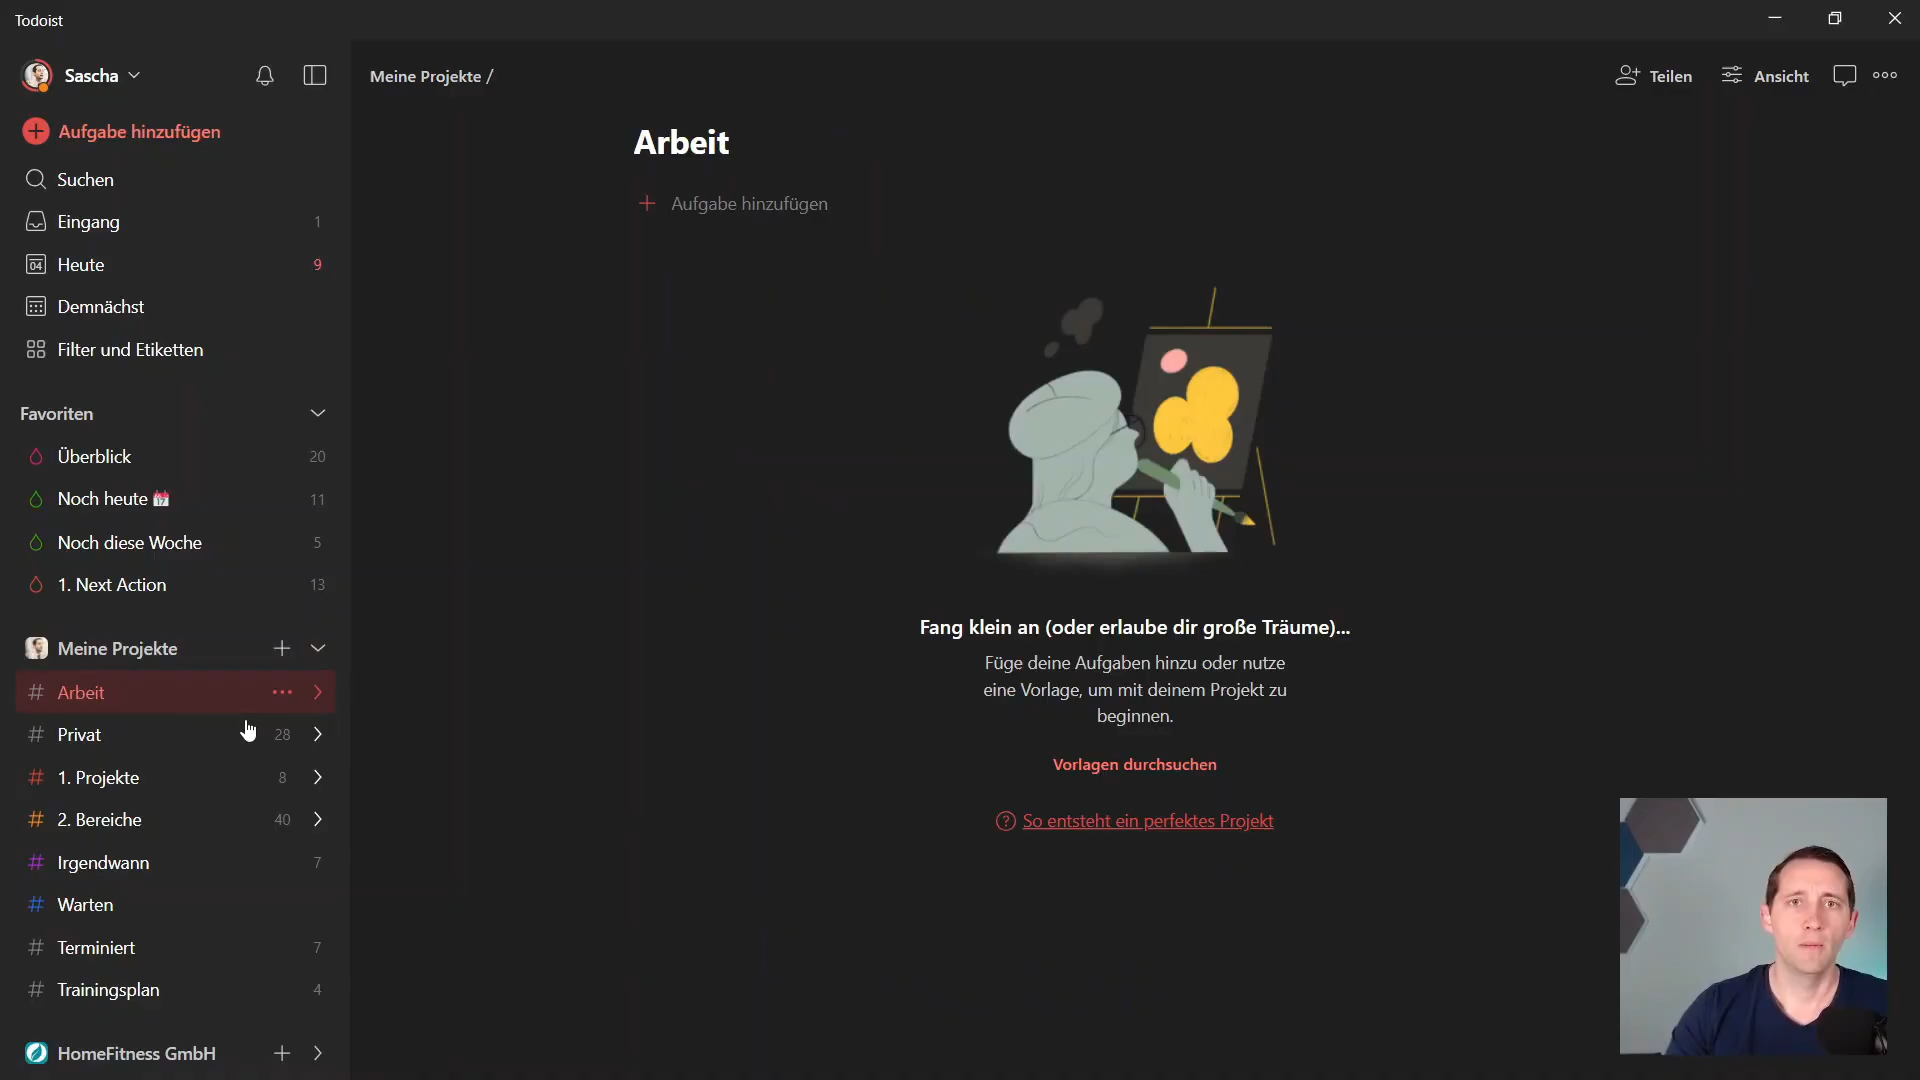 Todoist
Sascha
Aufgabe hinzufügen
Suchen
Eingang 1
04 Heute 9
Demnächst
Filter und Etiketten
Favoriten
Überblick 20
Noch heute 📅 11
Noch diese Woche 5
1. Next Action 13
Meine Projekte
# Arbeit
# Privat 28
# 1. Projekte 8
# 2. Bereiche 40
# Irgendwann 7
# Warten
# Terminiert 7
# Trainingsplan 4
HomeFitness GmbH
Meine Projekte /
Teilen
Ansicht
Arbeit
Aufgabe hinzufügen
Fang klein an (oder erlaube dir große Träume)...
Füge deine Aufgaben hinzu oder nutze
eine Vorlage, um mit deinem Projekt zu
beginnen.
Vorlagen durchsuchen
So entsteht ein perfektes Projekt